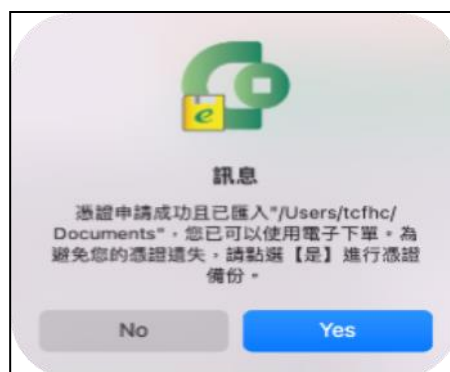 e
訊息
憑證申請成功且已匯入"/Users/tcfhc/
Documents"，您已可以使用電子下單。為
避免您的憑證遺失，請點選【是】進行憑證
備份。
No
Yes